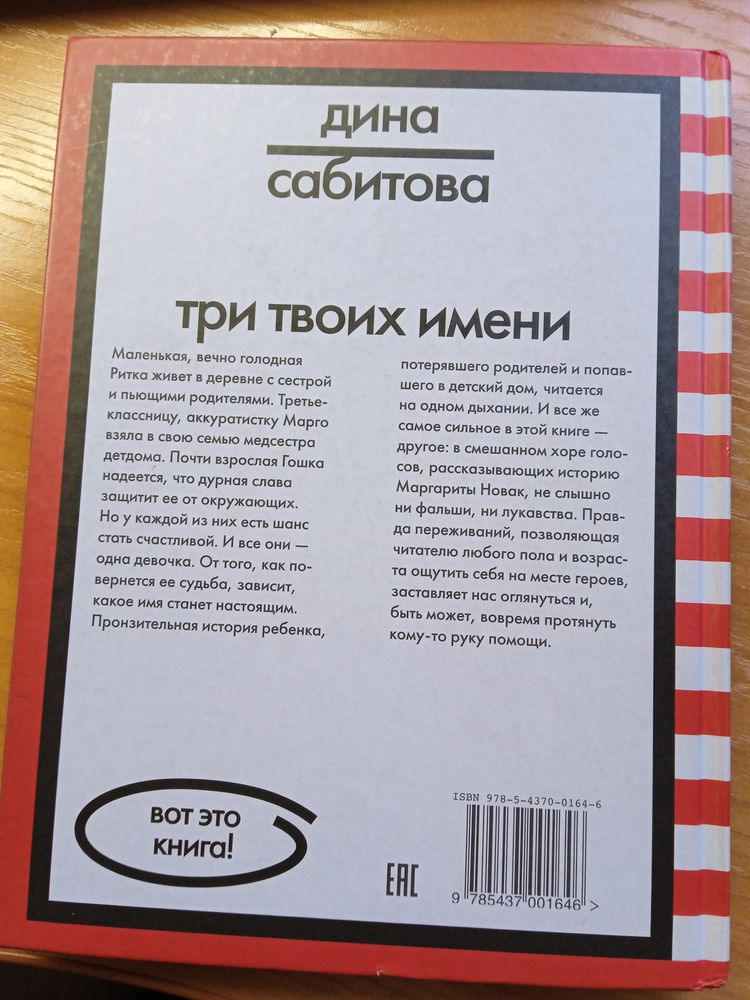 дина
сабитова
три твоих имени
Маленькая, вечно голодная
Ритка живет в деревне с сестрой
и пьющими родителями. Третье-
классницу, аккуратистку Марго
взяла в свою семью медсестра
детдома. Почти взрослая Гошка
надеется, что дурная слава
защитит ее от окружающих.
Но у каждой из них есть шанс
стать счастливой. И все они —
одна девочка. От того, как по-
вернется ее судьба, зависит,
какое имя станет настоящим.
Пронзительная история ребенка,
потерявшего родителей и попав-
шего в детский дом, читается
на одном дыхании. И все же
самое сильное в этой книге —
другое: в смешанном хоре голо-
сов, рассказывающих историю
Маргариты Новак, не слышно
ни фальши, ни лукавства. Прав-
да переживаний, позволяющая
читателю любого пола и возрас-
та ощутить себя на месте героев,
заставляет нас оглянуться и,
быть может, вовремя протянуть
кому-то руку помощи.
вот это
книга!
EAC
ISBN 978-5-4370-0164-6
9 785437 001646 >